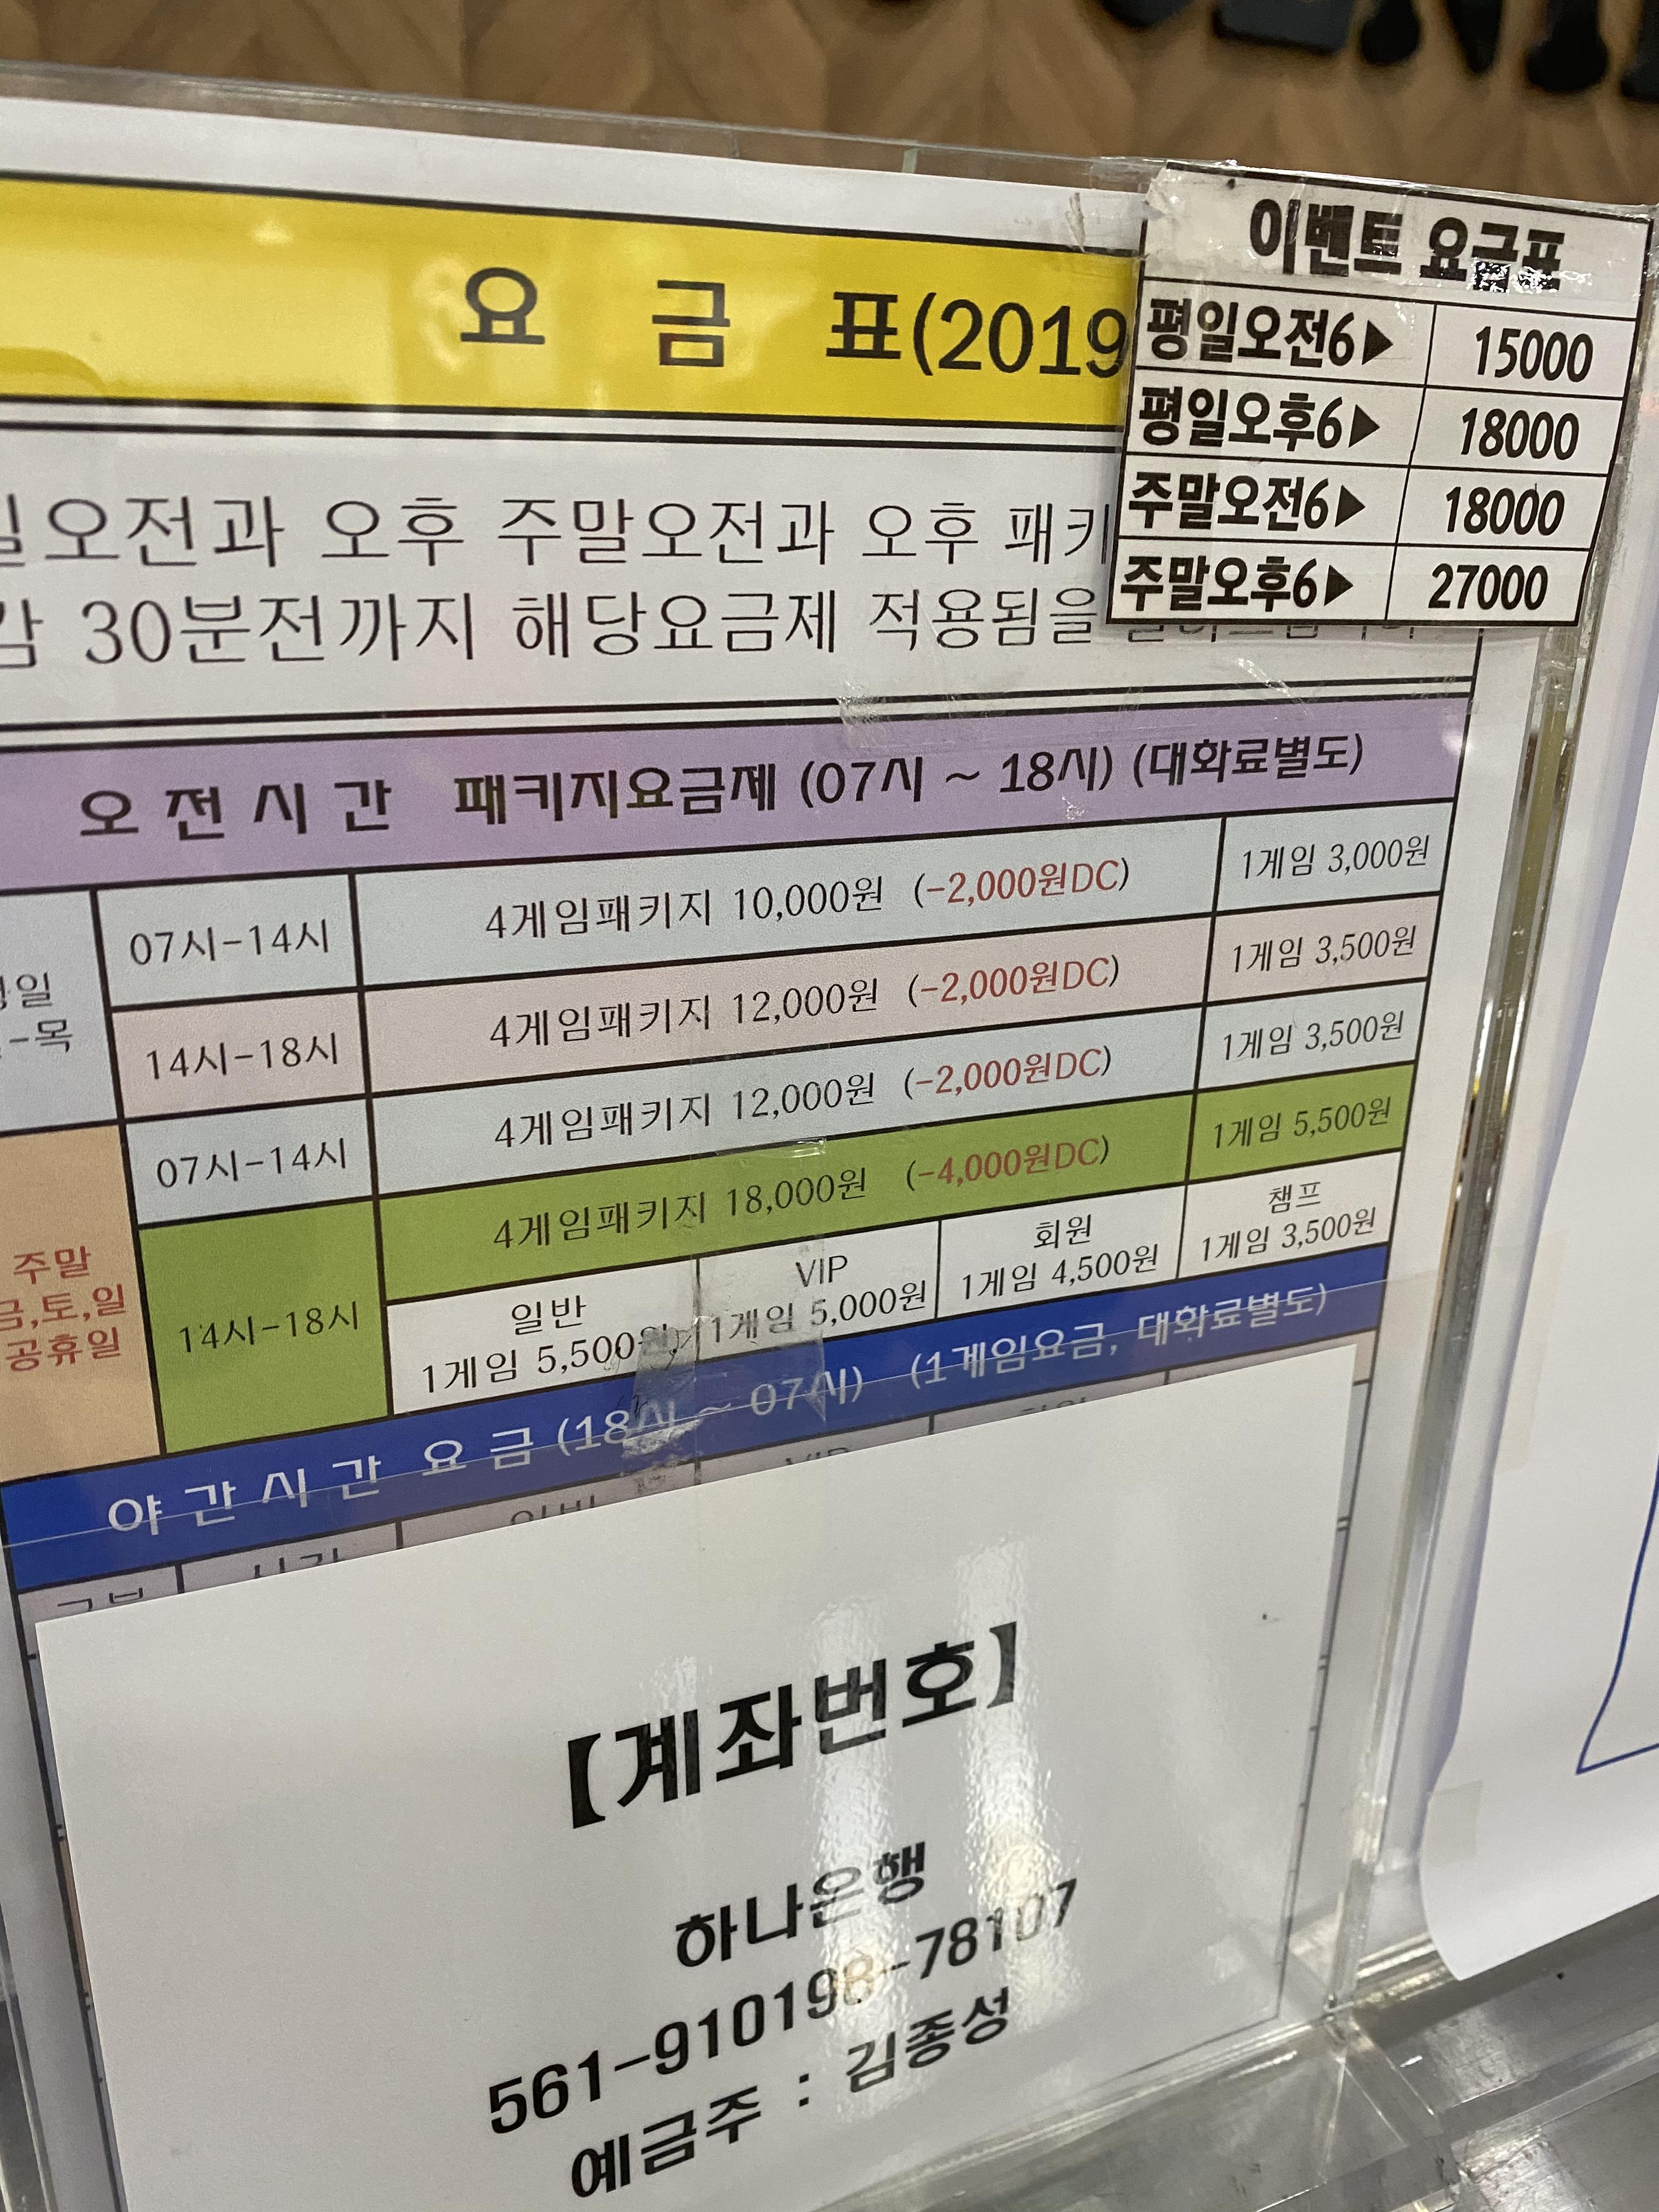 요 금 표(2019
이벤트 요금표
평일오전6▶ 15000
평일오후6▶ 18000
주말오전6▶ 18000
주말오후6▶ 27000
일오전과 오후 주말오전과 오후 패키
감 30분전까지 해당요금제 적용됨을
오 전 시 간 패키지요금제 (07시 ~ 18시) (대화료별도)
07시-14시 4게임패키지 10,000원 (-2,000원DC) 1게임 3,000원
14시-18시 4게임패키지 12,000원 (-2,000원DC) 1게임 3,500원
-목
07시-14시 4게임패키지 12,000원 (-2,000원DC) 1게임 3,500원
주말
금,토,일
공휴일
14시-18시 4게임패키지 18,000원 (-4,000원DC) 1게임 5,500원
일반 VIP 회원 챔프
1게임 5,500원 1게임 5,000원 1게임 4,500원 1게임 3,500원
야 간 시 간 요 금 (18시 ~ 07시) (1게임요금, 대화료별도)
【계좌번호】
하나은행
561-910198-78107
예금주 : 김종성